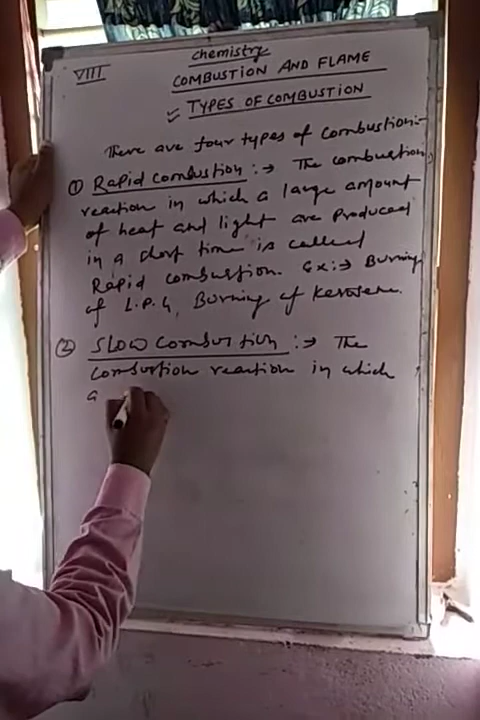 Chemistry
VIII
COMBUSTION AND FLAME
TYPES OF COMBUSTION
There are four types of combustion:-
① Rapid combustion :→ The combustion
reaction in which a large amount
of heat and light are produced
in a short time is called
Rapid combustion. Ex:→ Burning
of L.P.G, Burning of Kerosene.
② SLOW Combustion :→ The
combustion reaction in which
a